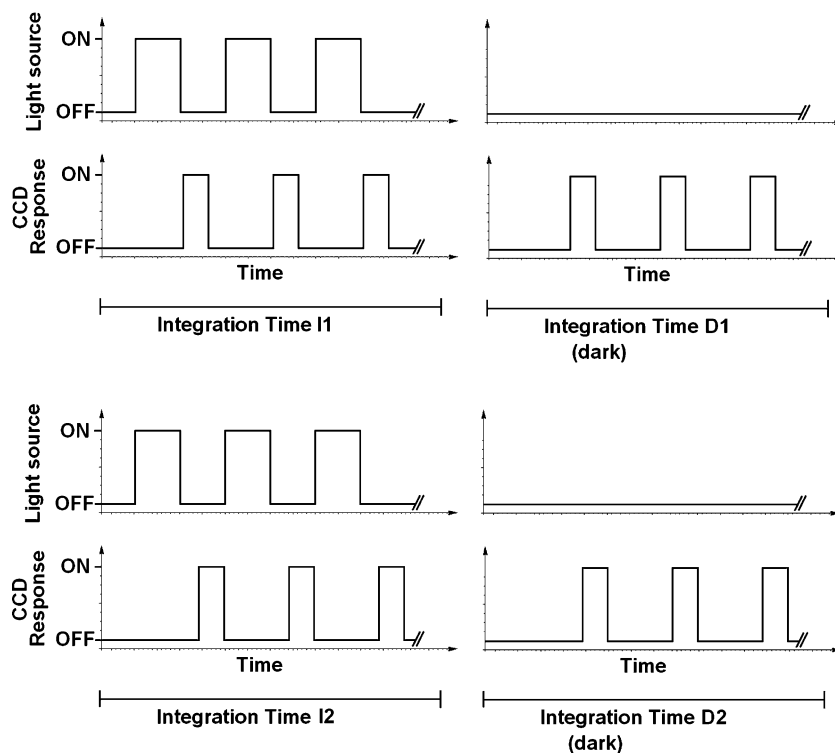 Light source
ON
OFF
CCD
Response
ON
OFF
Time
Integration Time I1
Time
Integration Time D1
(dark)
Light source
ON
OFF
CCD
Response
ON
OFF
Time
Integration Time I2
Time
Integration Time D2
(dark)